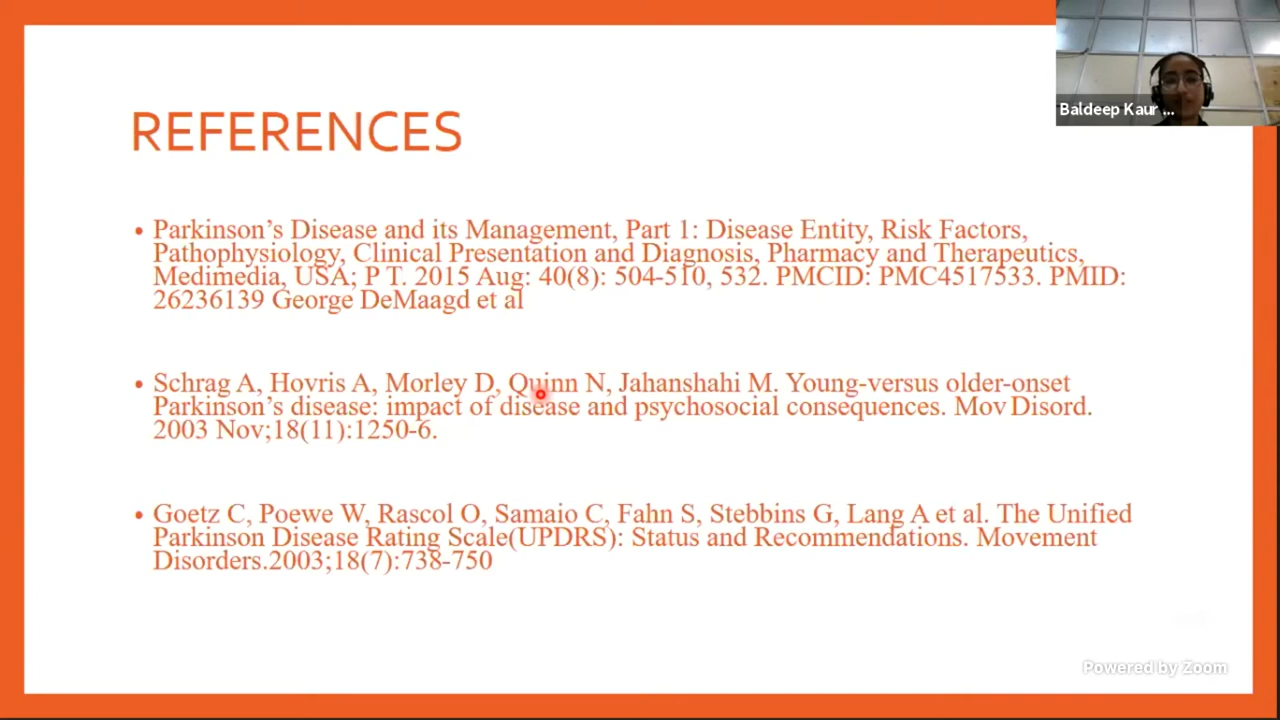 Baldeep Kaur ...
REFERENCES
• Parkinson's Disease and its Management, Part 1: Disease Entity, Risk Factors,
Pathophysiology, Clinical Presentation and Diagnosis, Pharmacy and Therapeutics,
Medimedia, USA; P T. 2015 Aug: 40(8): 504-510, 532. PMCID: PMC4517533. PMID:
26236139 George DeMaagd et al
• Schrag A, Hovris A, Morley D, Quinn N, Jahanshahi M. Young-versus older-onset
Parkinson's disease: impact of disease and psychosocial consequences. Mov Disord.
2003 Nov;18(11):1250-6.
• Goetz C, Poewe W, Rascol O, Samaio C, Fahn S, Stebbins G, Lang A et al. The Unified
Parkinson Disease Rating Scale(UPDRS): Status and Recommendations. Movement
Disorders.2003;18(7):738-750
Powered by Zoom